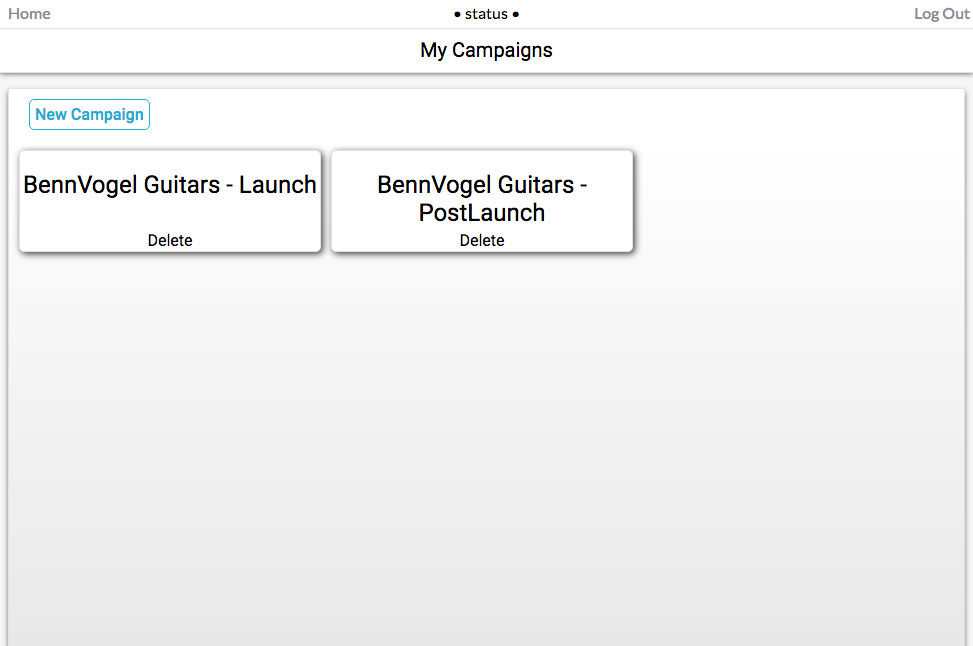 Home
• status •
Log Out
My Campaigns
New Campaign
BennVogel Guitars - Launch
Delete
BennVogel Guitars -
PostLaunch
Delete